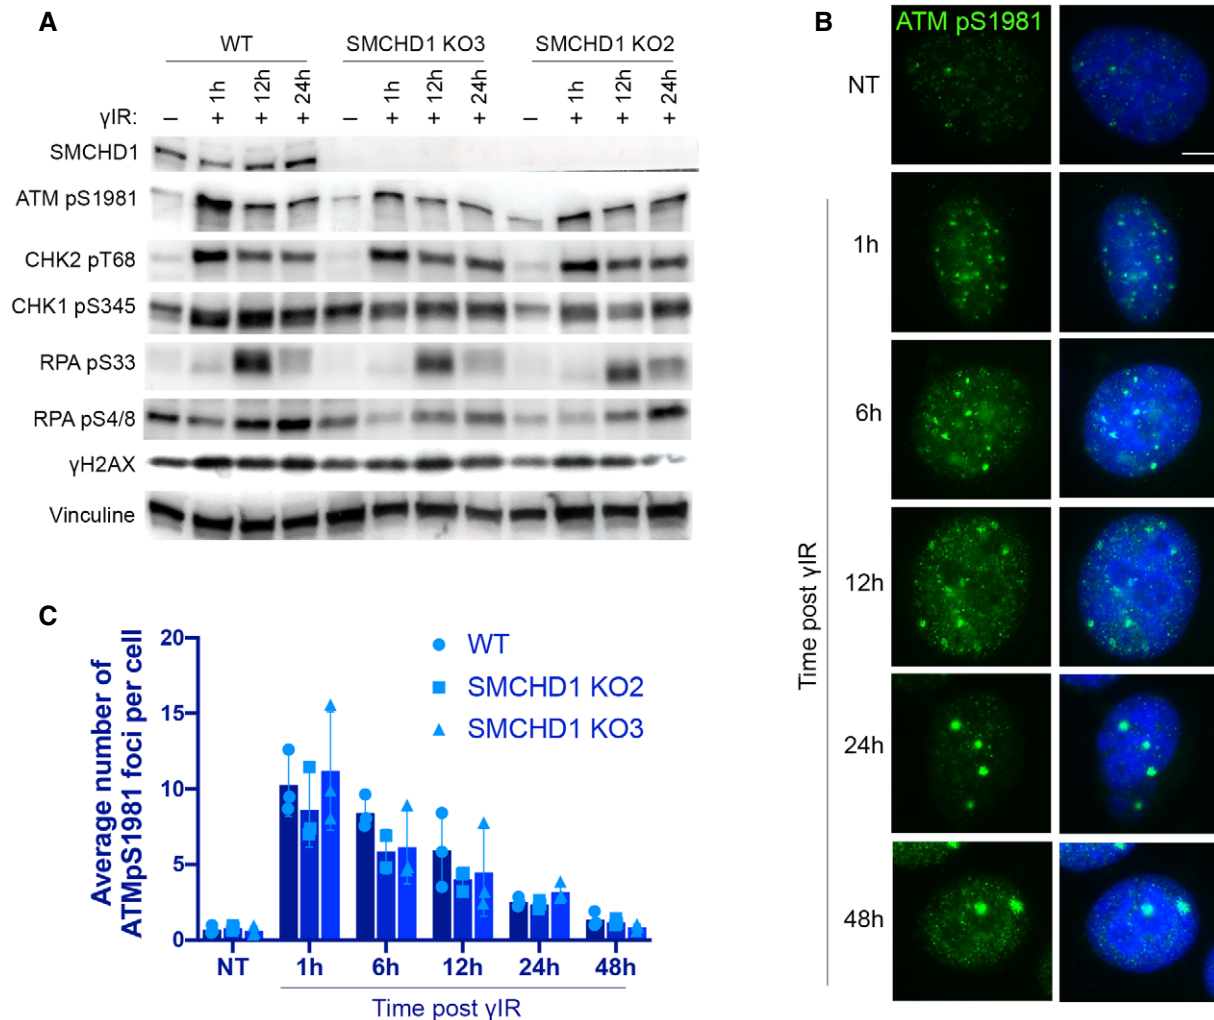 A
WT SMCHD1 KO3 SMCHD1 KO2
1h 12h 24h 1h 12h 24h 1h 12h 24h
γIR: – + + + – + + + – + + +
SMCHD1
ATM pS1981
CHK2 pT68
CHK1 pS345
RPA pS33
RPA pS4/8
γH2AX
Vinculine
B
ATM pS1981
NT
1h
6h
12h
24h
48h
Time post γIR
C
Average number of
ATMpS1981 foci per cell
20
15
10
5
0
WT
SMCHD1 KO2
SMCHD1 KO3
NT 1h 6h 12h 24h 48h
Time post γIR